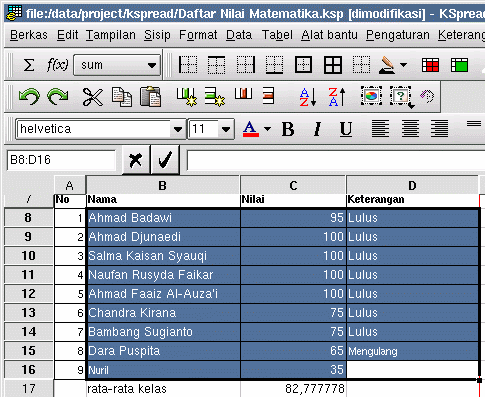 file:/data/project/kspread/Daftar Nilai Matematika.ksp [dimodifikasi] - KSpread
Berkas Edit Tampilan Sisip Format Data Tabel Alat bantu Pengaturan Keterang
Σ f(x) sum
helvetica 11 A B I U
B8:D16
/ A B C D
No Nama Nilai Keterangan
8 1 Ahmad Badawi 95 Lulus
9 2 Ahmad Djunaedi 100 Lulus
10 3 Salma Kaisan Syauqi 100 Lulus
11 4 Naufan Rusyda Faikar 100 Lulus
12 5 Ahmad Faaiz Al-Auza'i 100 Lulus
13 6 Chandra Kirana 75 Lulus
14 7 Bambang Sugianto 75 Lulus
15 8 Dara Puspita 65 Mengulang
16 9 Nuril 35
17 rata-rata kelas 82,777778